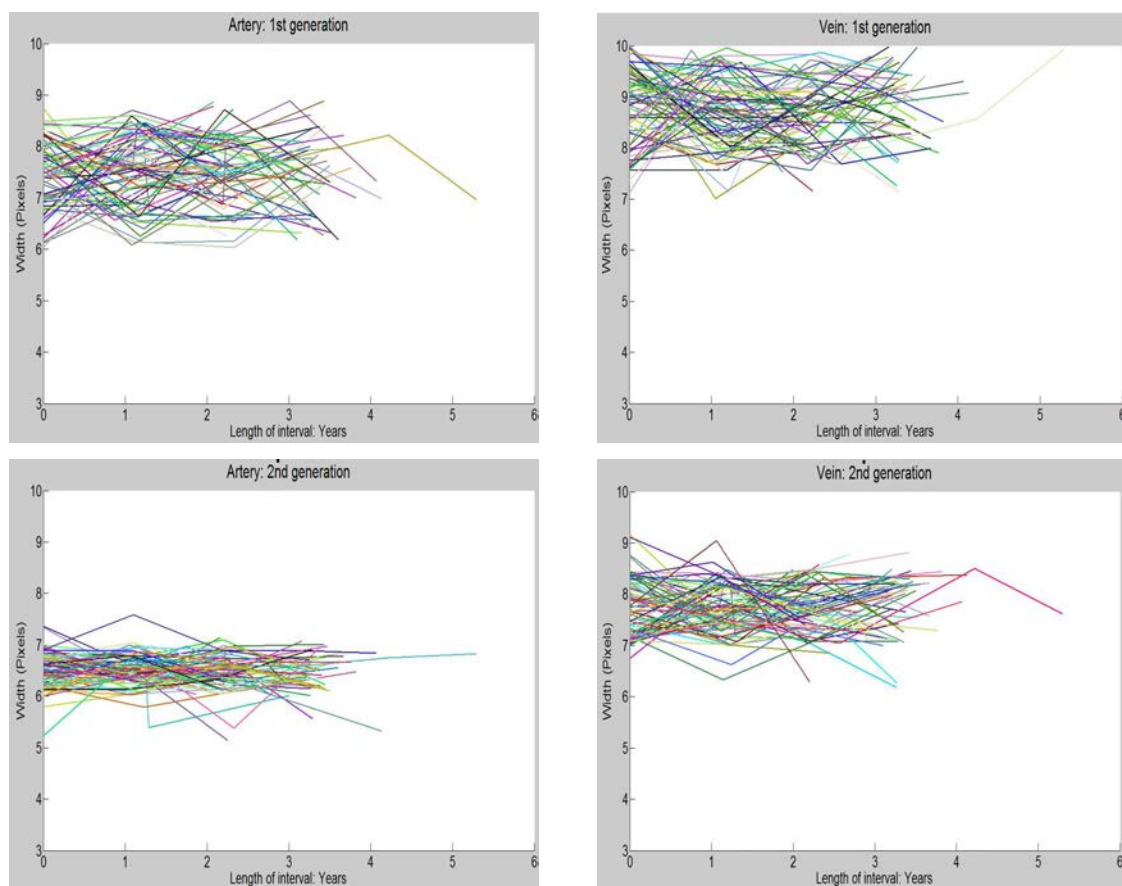 Artery: 1st generation
10
9
8
7
6
5
4
3
Width (Pixels)
0 1 2 3 4 5 6
Length of interval: Years
Vein: 1st generation
10
9
8
7
6
5
4
3
Width (Pixels)
0 1 2 3 4 5 6
Length of interval: Years
Artery: 2nd generation
10
9
8
7
6
5
4
3
Width (Pixels)
0 1 2 3 4 5 6
Length of interval: Years
Vein: 2nd generation
10
9
8
7
6
5
4
3
Width (Pixels)
0 1 2 3 4 5 6
Length of interval: Years